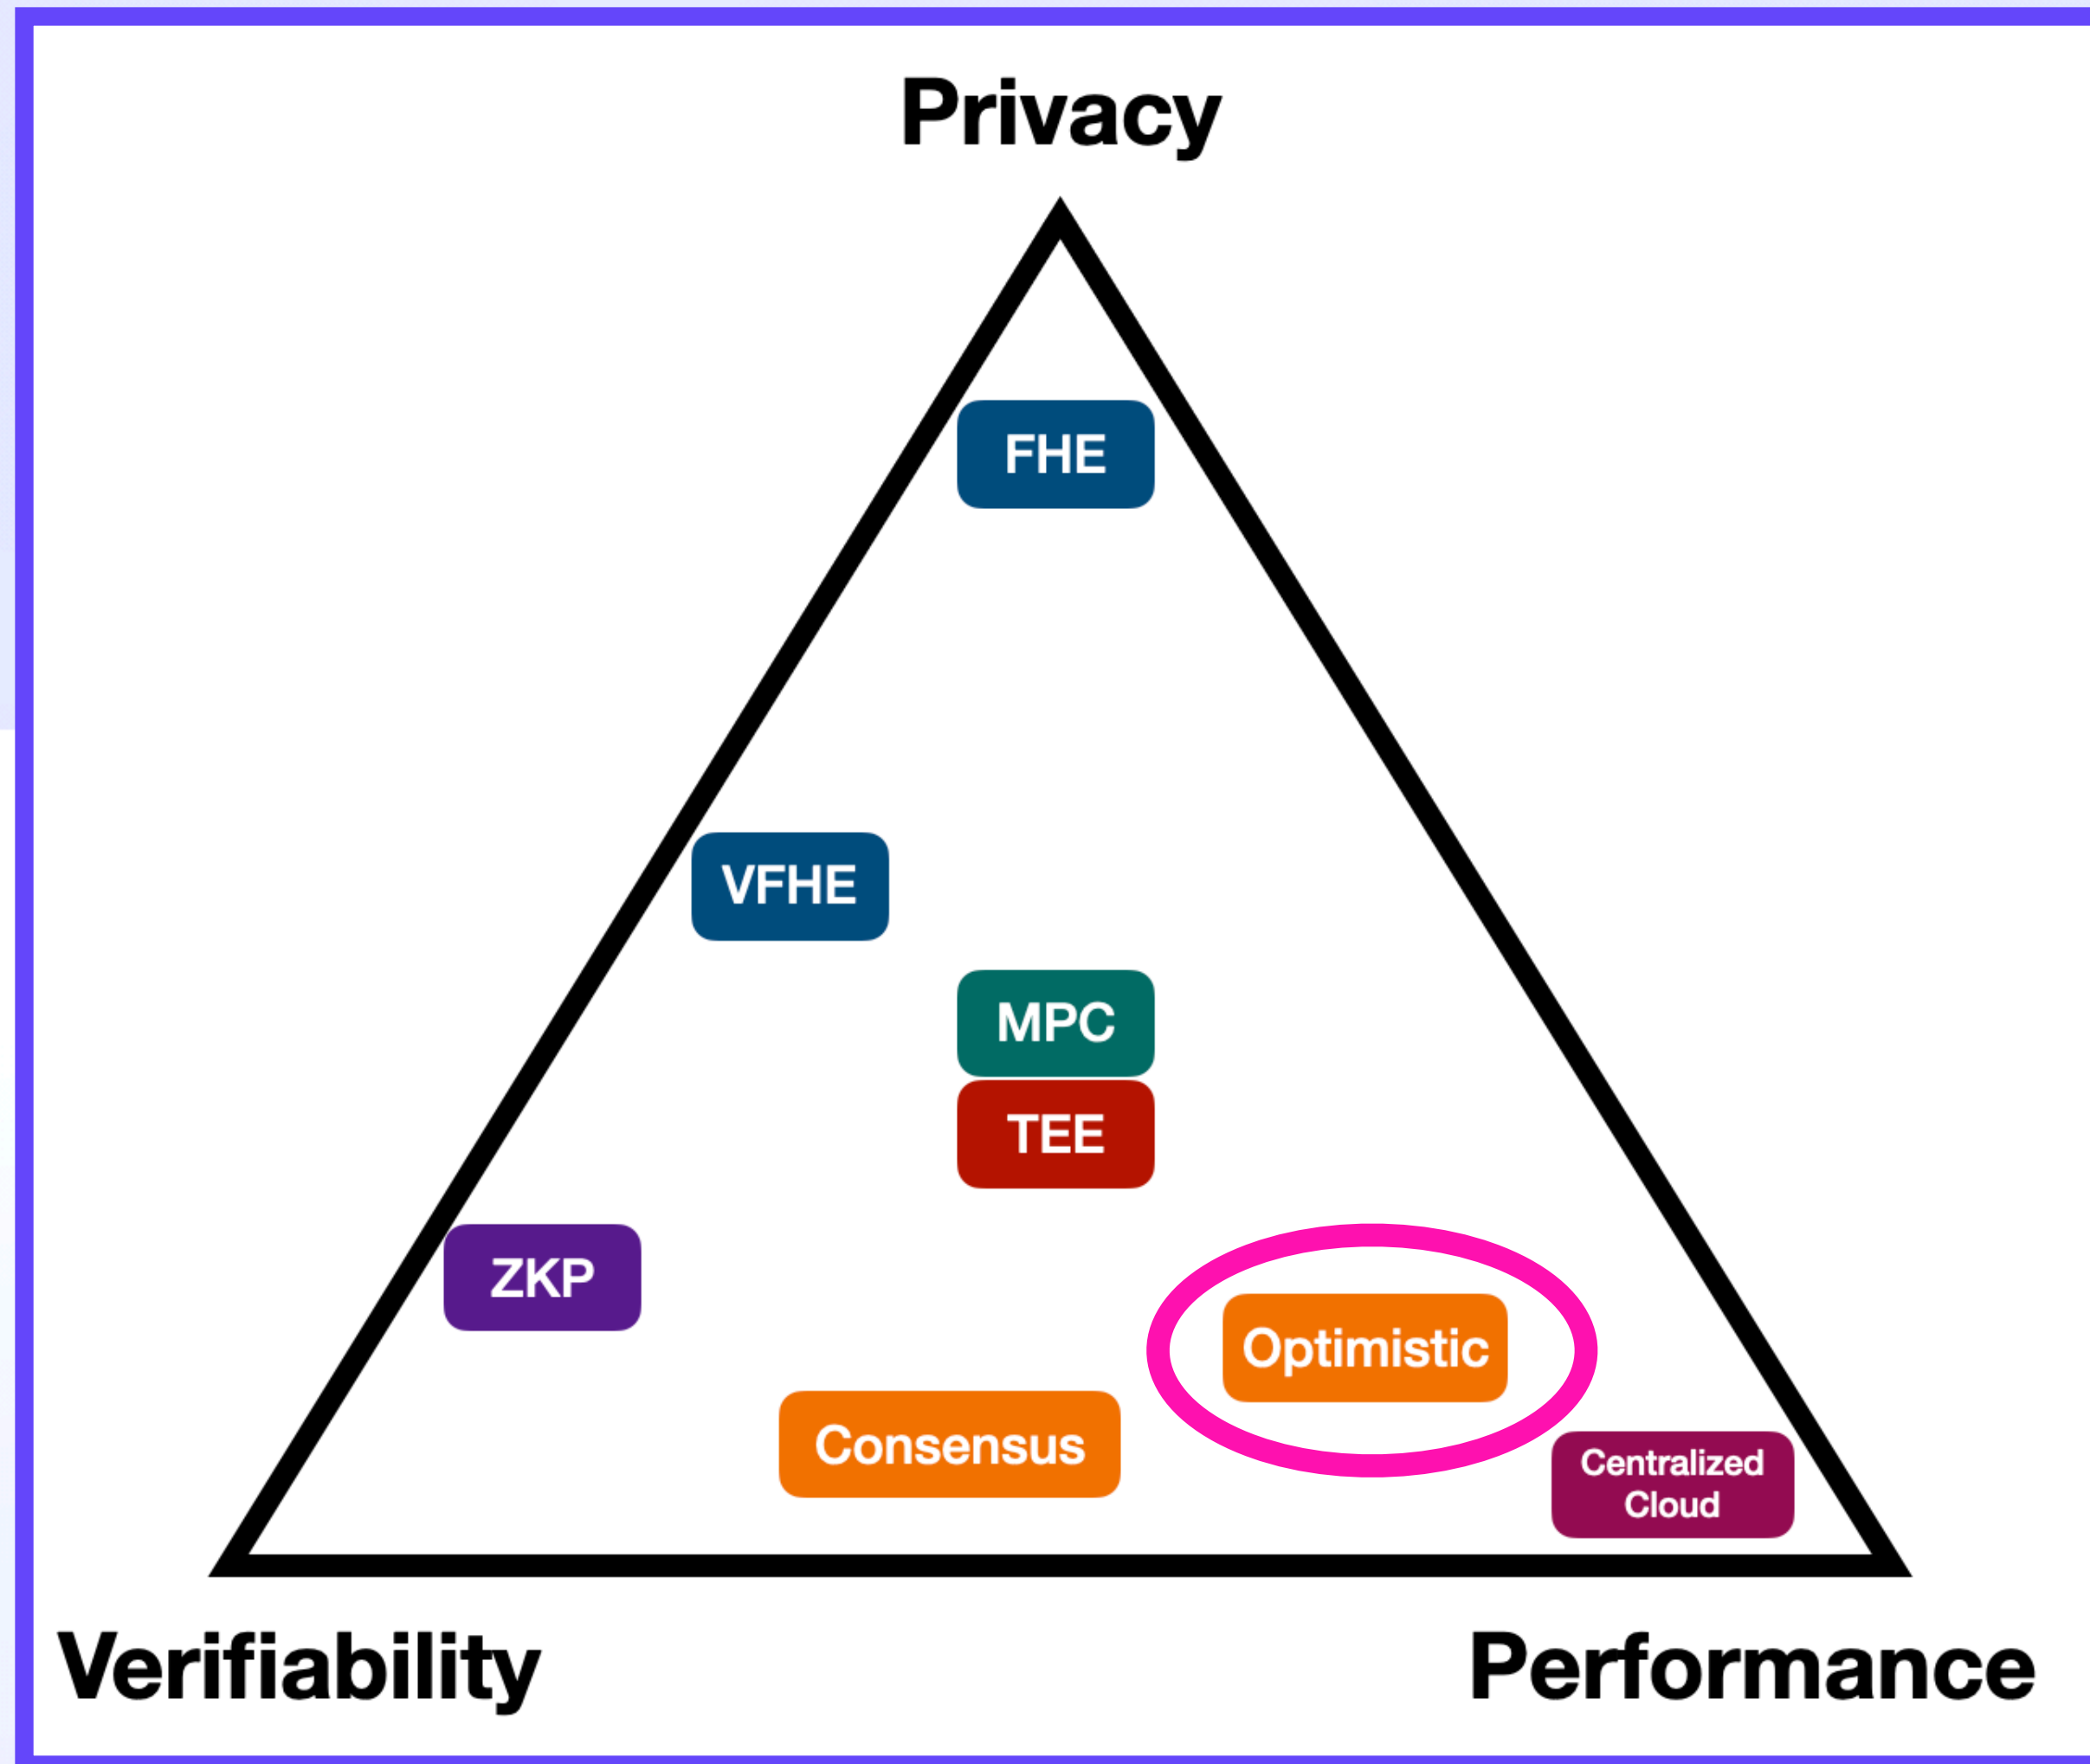 Privacy
FHE
VFHE
MPC
TEE
ZKP
Optimistic
Consensus
Centralized
Cloud
Verifiability
Performance